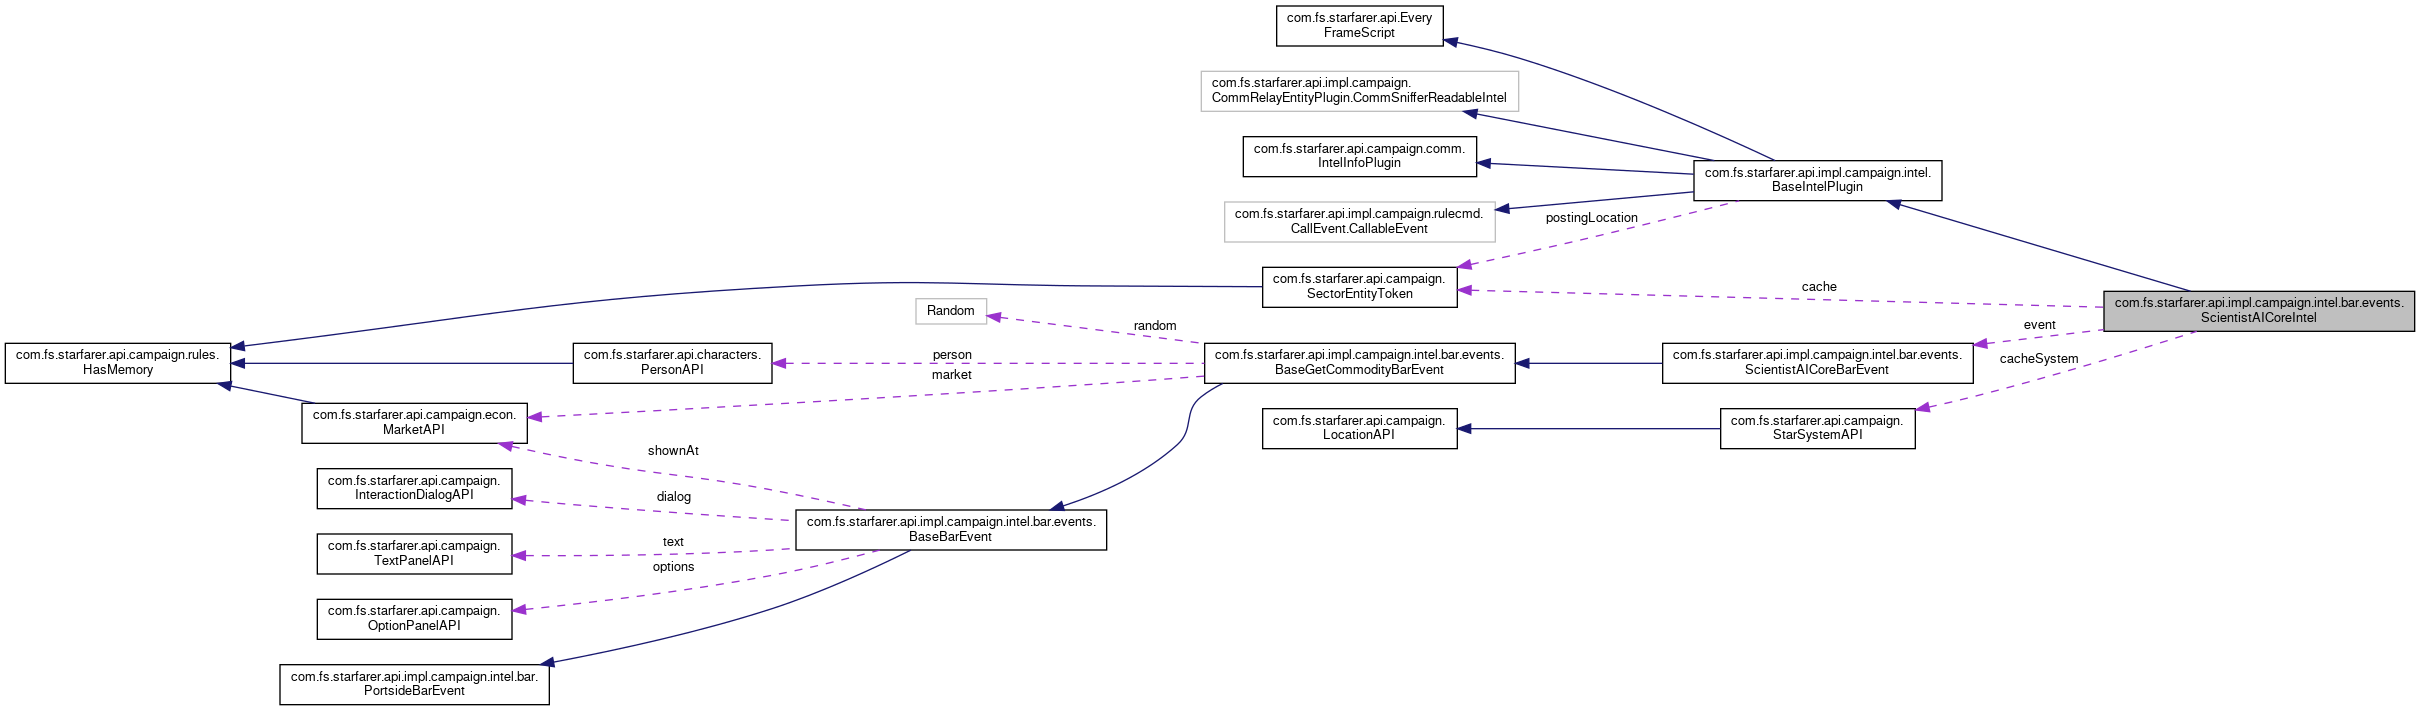 com.fs.starfarer.api.Every
FrameScript
com.fs.starfarer.api.impl.campaign.
CommRelayEntityPlugin.CommSnifferReadableIntel
com.fs.starfarer.api.campaign.comm.
IntelInfoPlugin
com.fs.starfarer.api.impl.campaign.intel.
BaseIntelPlugin
com.fs.starfarer.api.impl.campaign.rulecmd.
CallEvent.CallableEvent
postingLocation
com.fs.starfarer.api.campaign.
SectorEntityToken
cache
com.fs.starfarer.api.impl.campaign.intel.bar.events.
ScientistAICoreIntel
Random
random
event
com.fs.starfarer.api.campaign.rules.
HasMemory
com.fs.starfarer.api.characters.
PersonAPI
person
com.fs.starfarer.api.impl.campaign.intel.bar.events.
BaseGetCommodityBarEvent
com.fs.starfarer.api.impl.campaign.intel.bar.events.
ScientistAICoreBarEvent
cacheSystem
market
com.fs.starfarer.api.campaign.econ.
MarketAPI
com.fs.starfarer.api.campaign.
LocationAPI
com.fs.starfarer.api.campaign.
StarSystemAPI
shownAt
com.fs.starfarer.api.campaign.
InteractionDialogAPI
dialog
com.fs.starfarer.api.impl.campaign.intel.bar.events.
BaseBarEvent
com.fs.starfarer.api.campaign.
TextPanelAPI
text
options
com.fs.starfarer.api.campaign.
OptionPanelAPI
com.fs.starfarer.api.impl.campaign.intel.bar.
PortsideBarEvent